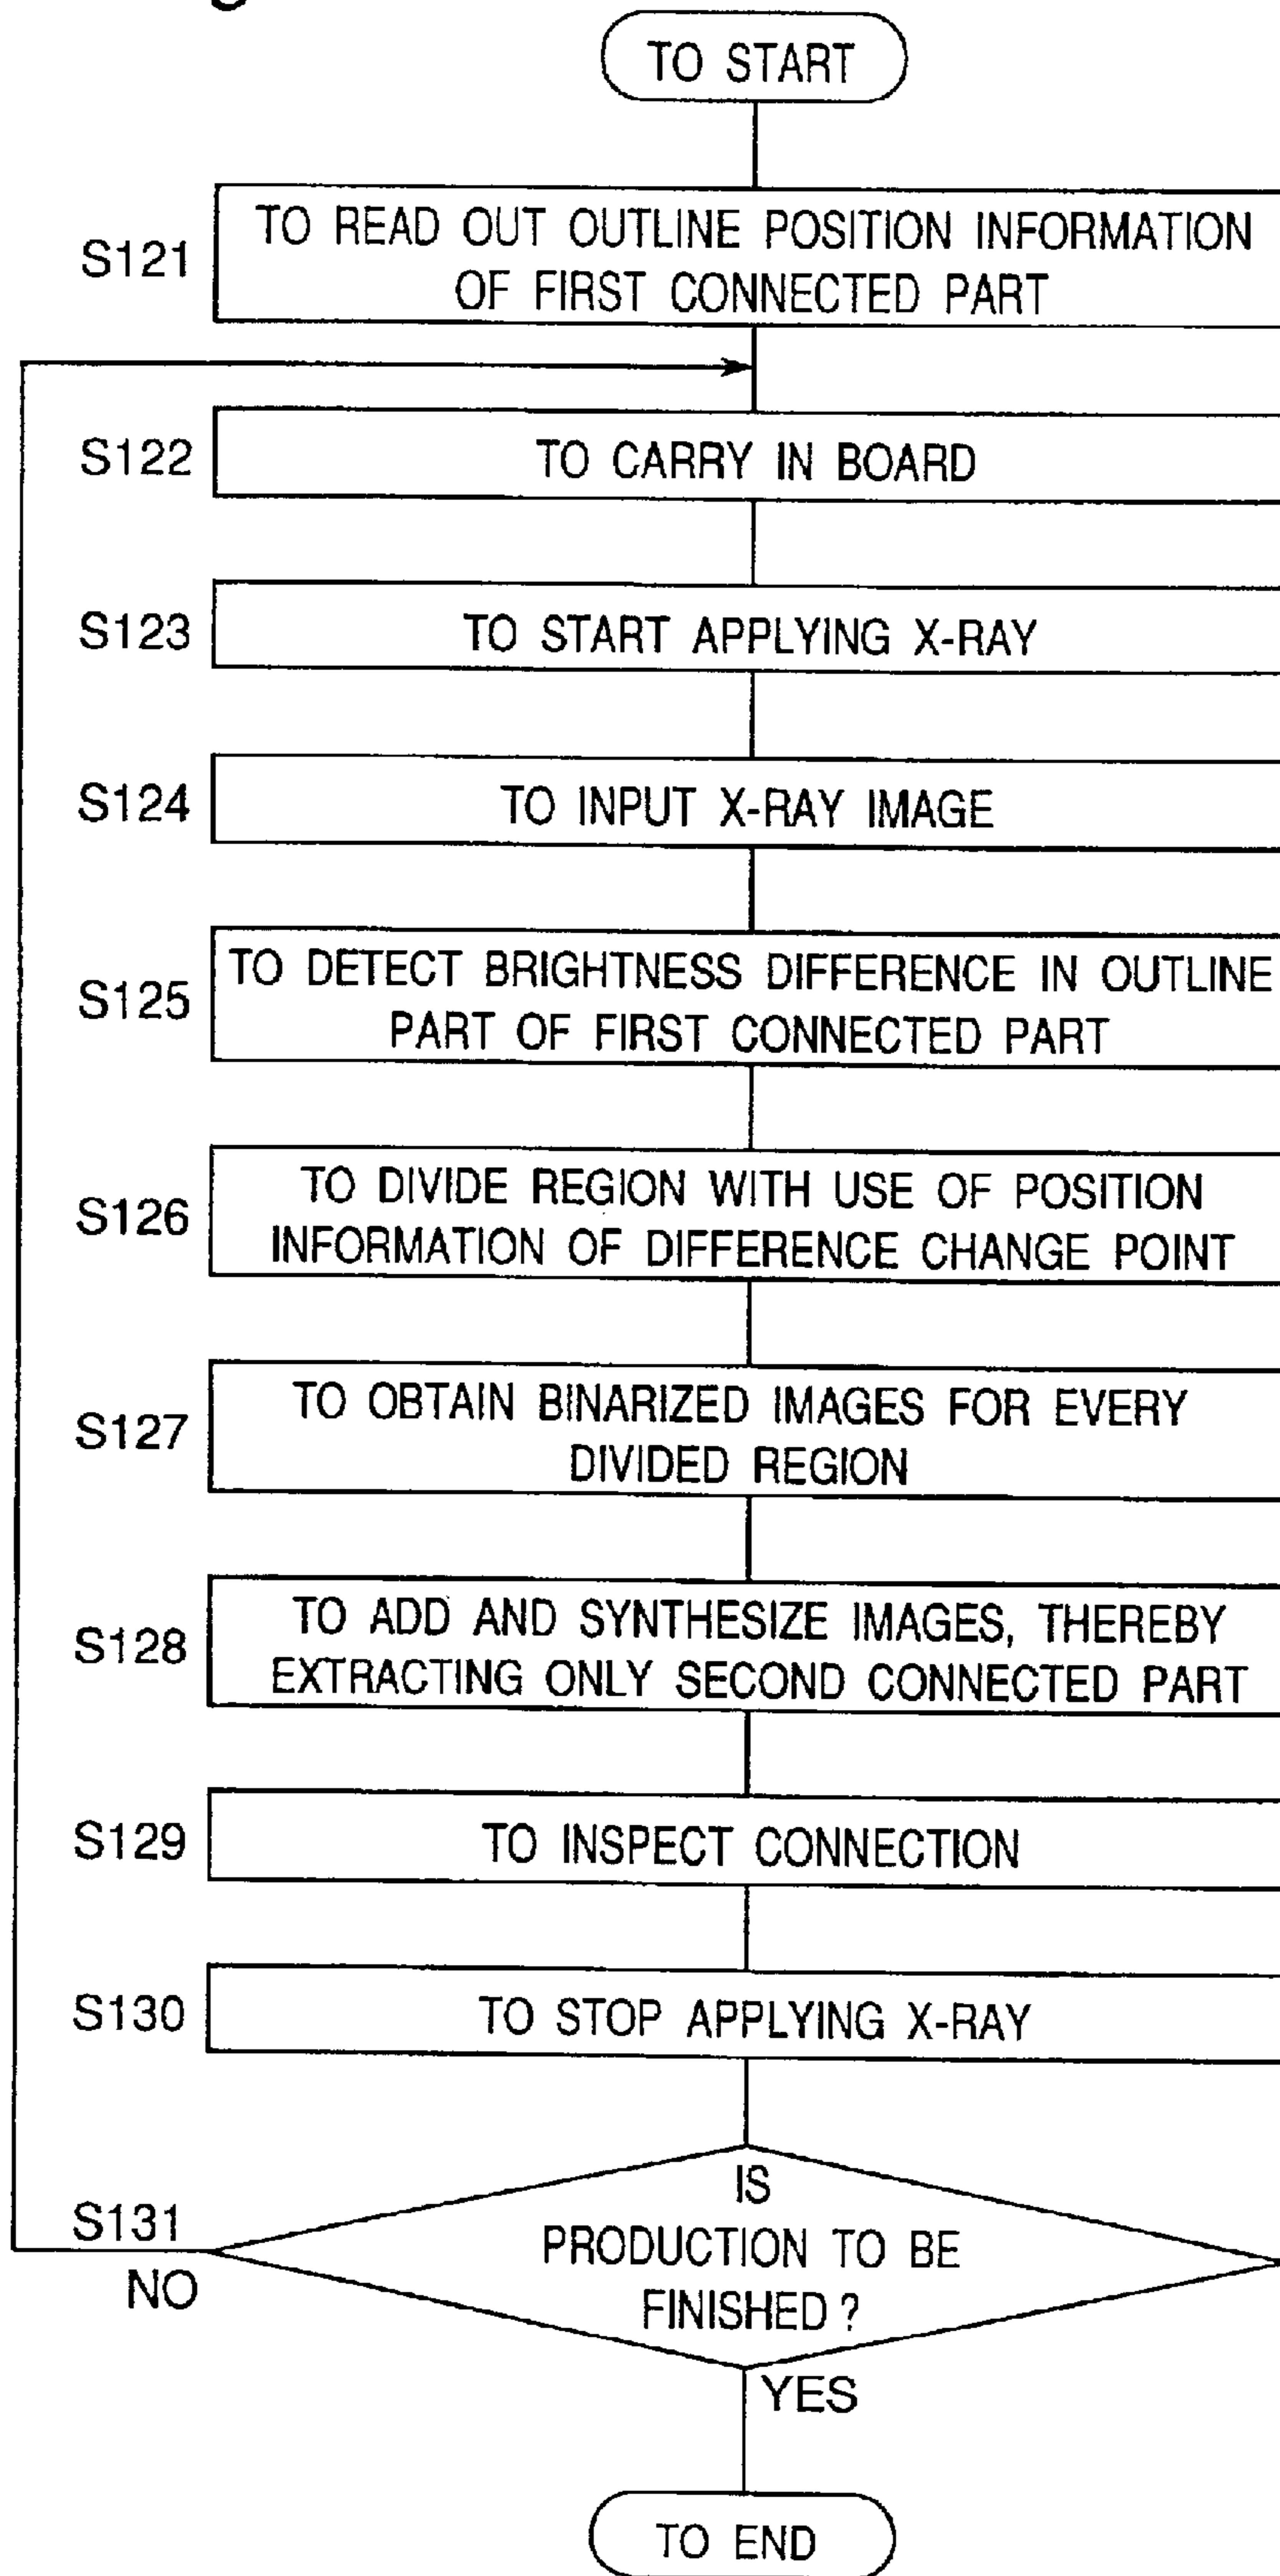 TO START
S121
TO READ OUT OUTLINE POSITION INFORMATION
OF FIRST CONNECTED PART
S122
TO CARRY IN BOARD
S123
TO START APPLYING X-RAY
S124
TO INPUT X-RAY IMAGE
S125
TO DETECT BRIGHTNESS DIFFERENCE IN OUTLINE
PART OF FIRST CONNECTED PART
S126
TO DIVIDE REGION WITH USE OF POSITION
INFORMATION OF DIFFERENCE CHANGE POINT
S127
TO OBTAIN BINARIZED IMAGES FOR EVERY
DIVIDED REGION
S128
TO ADD AND SYNTHESIZE IMAGES, THEREBY
EXTRACTING ONLY SECOND CONNECTED PART
S129
TO INSPECT CONNECTION
S130
TO STOP APPLYING X-RAY
S131
NO
IS
PRODUCTION TO BE
FINISHED ?
YES
TO END